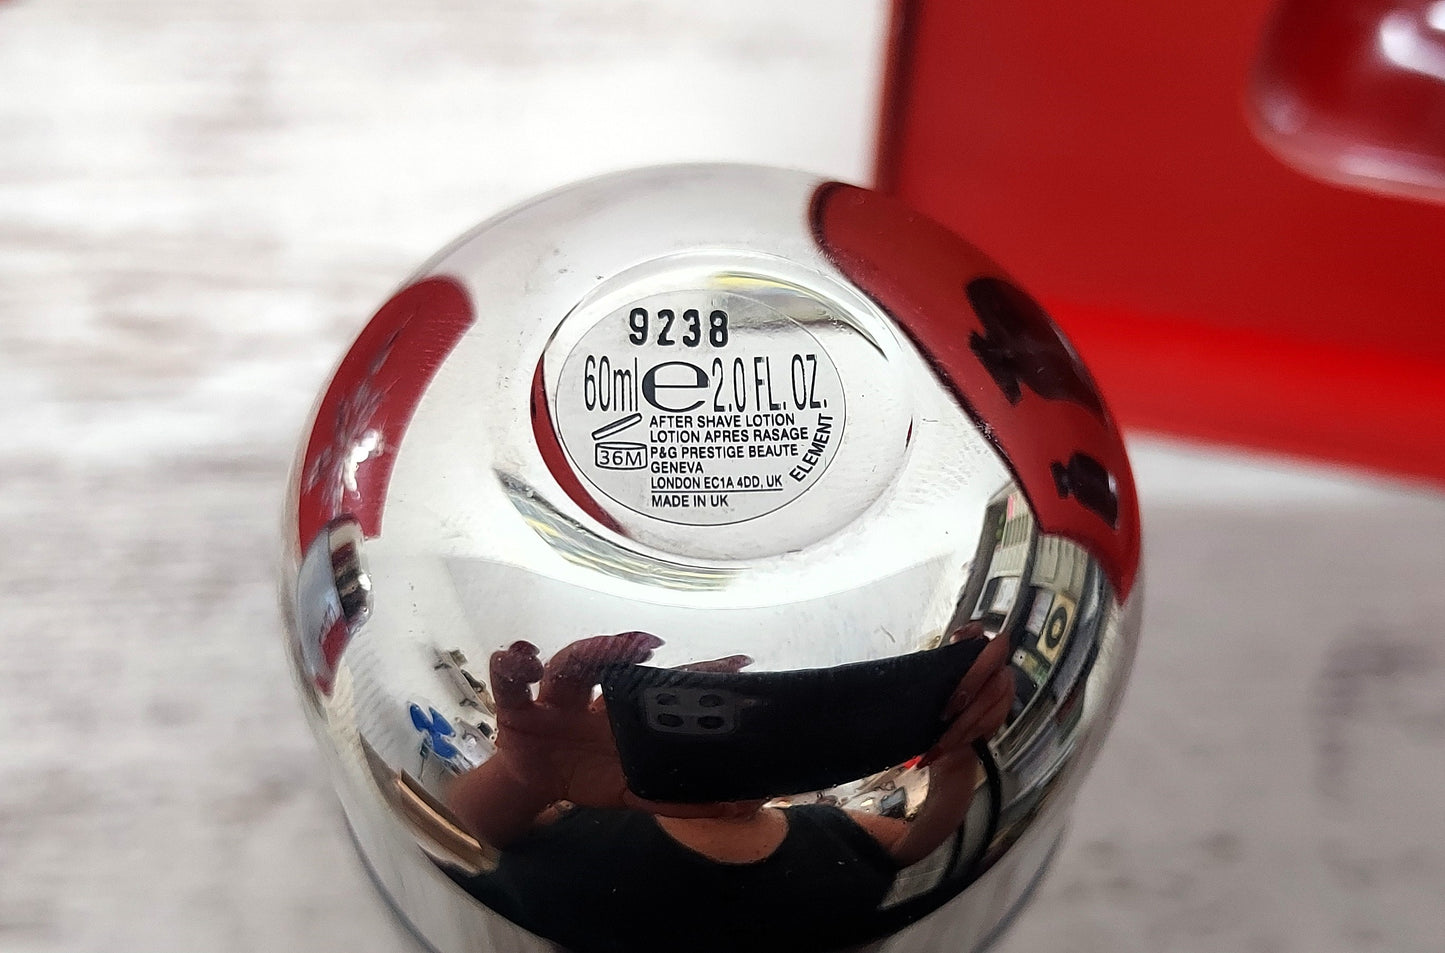 9238
60ml e 2.0 FL. OZ.
AFTER SHAVE LOTION
LOTION APRES RASAGE
36M
P&G PRESTIGE BEAUTE
GENEVA
LONDON EC1A 4DD, UK
MADE IN UK
ELEMENT